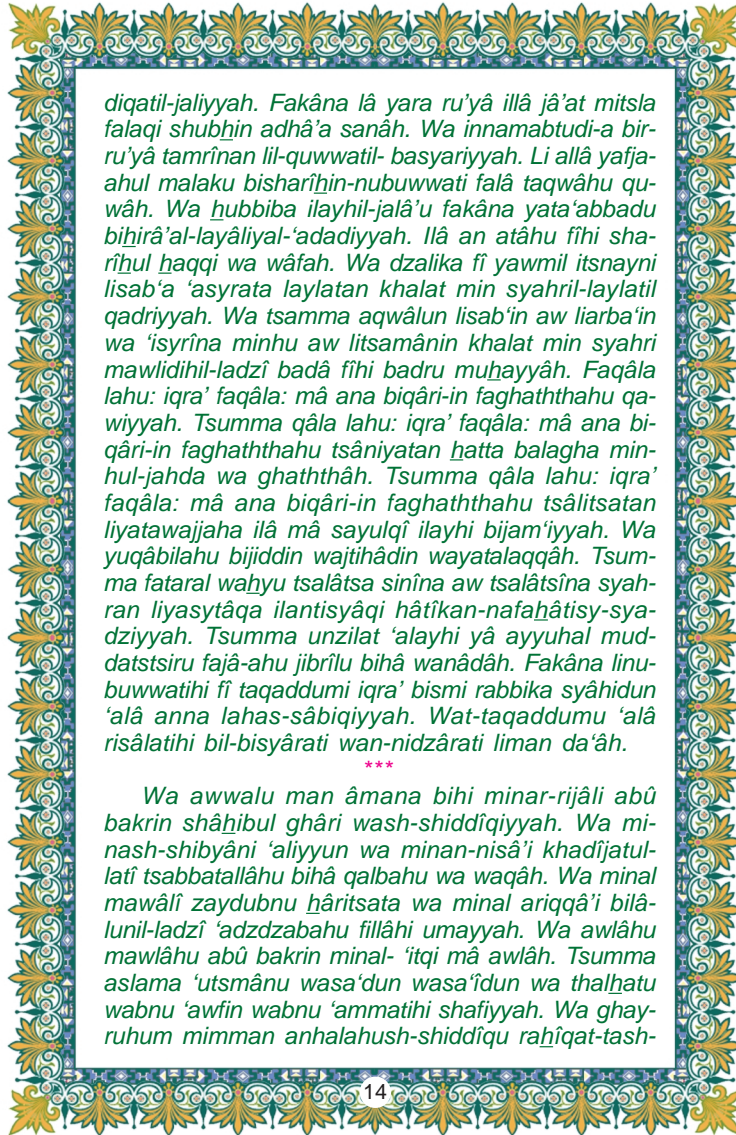 diqatil-jaliyyah. Fakâna lâ yara ru’yâ illâ jâ’at mitsla
falaqi shubẖin adhâ’a sanâh. Wa innamabtudi-a bir-
ru’yâ tamrînan lil-quwwatil- basyariyyah. Li allâ yafja-
ahul malaku bisharîẖin-nubuwwati falâ taqwâhu qu-
wâh. Wa ẖubbiba ilayhil-jalâ’u fakâna yata‘abbadu
biẖirâ’al-layâliyal-‘adadiyyah. Ilâ an atâhu fîhi sha-
rîẖul ẖaqqi wa wâfah. Wa dzalika fî yawmil itsnayni
lisab‘a ‘asyrata laylatan khalat min syahril-laylatil
qadriyyah. Wa tsamma aqwâlun lisab‘in aw liarba‘in
wa ‘isyrîna minhu aw litsamânin khalat min syahri
mawlidihil-ladzî badâ fîhi badru muẖayyâh. Faqâla
lahu: iqra’ faqâla: mâ ana biqâri-in faghaththahu qa-
wiyyah. Tsumma qâla lahu: iqra’ faqâla: mâ ana bi-
qâri-in faghaththahu tsâniyatan ẖatta balagha min-
hul-jahda wa ghaththâh. Tsumma qâla lahu: iqra’
faqâla: mâ ana biqâri-in faghaththahu tsâlitsatan
liyatawajjaha ilâ mâ sayulqî ilayhi bijam‘iyyah. Wa
yuqâbilahu bijiddin wajtihâdin wayatalaqqâh. Tsum-
ma fataral waẖyu tsalâtsa sinîna aw tsalâtsîna syah-
ran liyasytâqa ilantisyâqi hâtîkan-nafaẖâtisy-sya-
dziyyah. Tsumma unzilat ‘alayhi yâ ayyuhal mud-
datstsiru fajâ-ahu jibrîlu bihâ wanâdâh. Fakâna linu-
buwwatihi fî taqaddumi iqra’ bismi rabbika syâhidun
‘alâ anna lahas-sâbiqiyyah. Wat-taqaddumu ‘alâ
risâlatihi bil-bisyârati wan-nidzârati liman da‘âh.
***
Wa awwalu man âmana bihi minar-rijâli abû
bakrin shâẖibul ghâri wash-shiddîqiyyah. Wa mi-
nash-shibyâni ‘aliyyun wa minan-nisâ’i khadîjatul-
latî tsabbatallâhu bihâ qalbahu wa waqâh. Wa minal
mawâlî zaydubnu ẖâritsata wa minal ariqqâ’i bilâ-
lunil-ladzî ‘adzdzabahu fillâhi umayyah. Wa awlâhu
mawlâhu abû bakrin minal- ‘itqi mâ awlâh. Tsumma
aslama ‘utsmânu wasa‘dun wasa‘îdun wa thalẖatu
wabnu ‘awfin wabnu ‘ammatihi shafiyyah. Wa ghay-
ruhum mimman anhalahush-shiddîqu raẖîqat-tash-
14